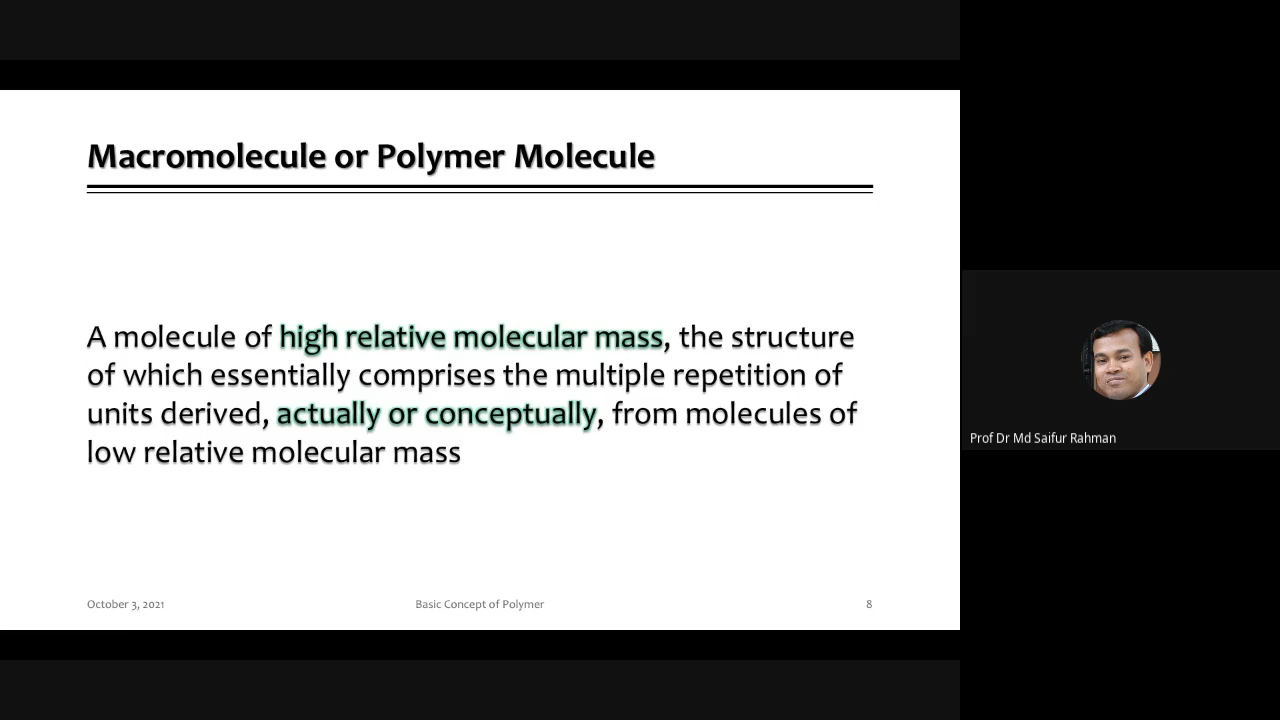 Macromolecule or Polymer Molecule
A molecule of high relative molecular mass, the structure
of which essentially comprises the multiple repetition of
units derived, actually or conceptually, from molecules of
low relative molecular mass
October 3, 2021
Basic Concept of Polymer
8
Prof Dr Md Saifur Rahman